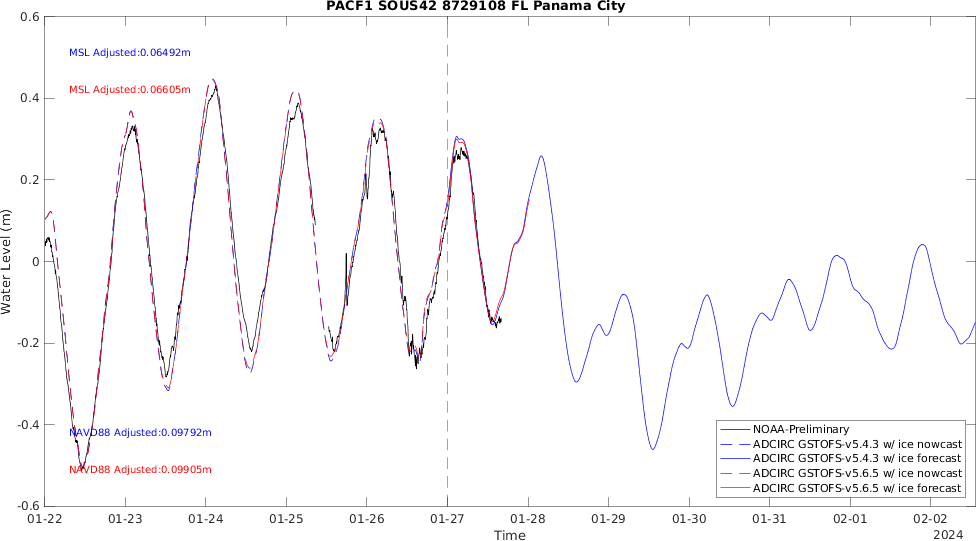 PACF1 SOUS42 8729108 FL Panama City
0.6
MSL Adjusted:0.06492m
0.4
MSL Adjusted:0.06605m
0.2
0
Water Level (m)
-0.2
-0.4
NAVD88 Adjusted:0.09792m
NAVD88 Adjusted:0.09905m
-0.6
NOAA-Preliminary
ADCIRC GSTOFS-v5.4.3 w/ ice nowcast
ADCIRC GSTOFS-v5.4.3 w/ ice forecast
ADCIRC GSTOFS-v5.6.5 w/ ice nowcast
ADCIRC GSTOFS-v5.6.5 w/ ice forecast
01-22 01-23 01-24 01-25 01-26 01-27 01-28 01-29 01-30 01-31 02-01 02-02
Time
2024